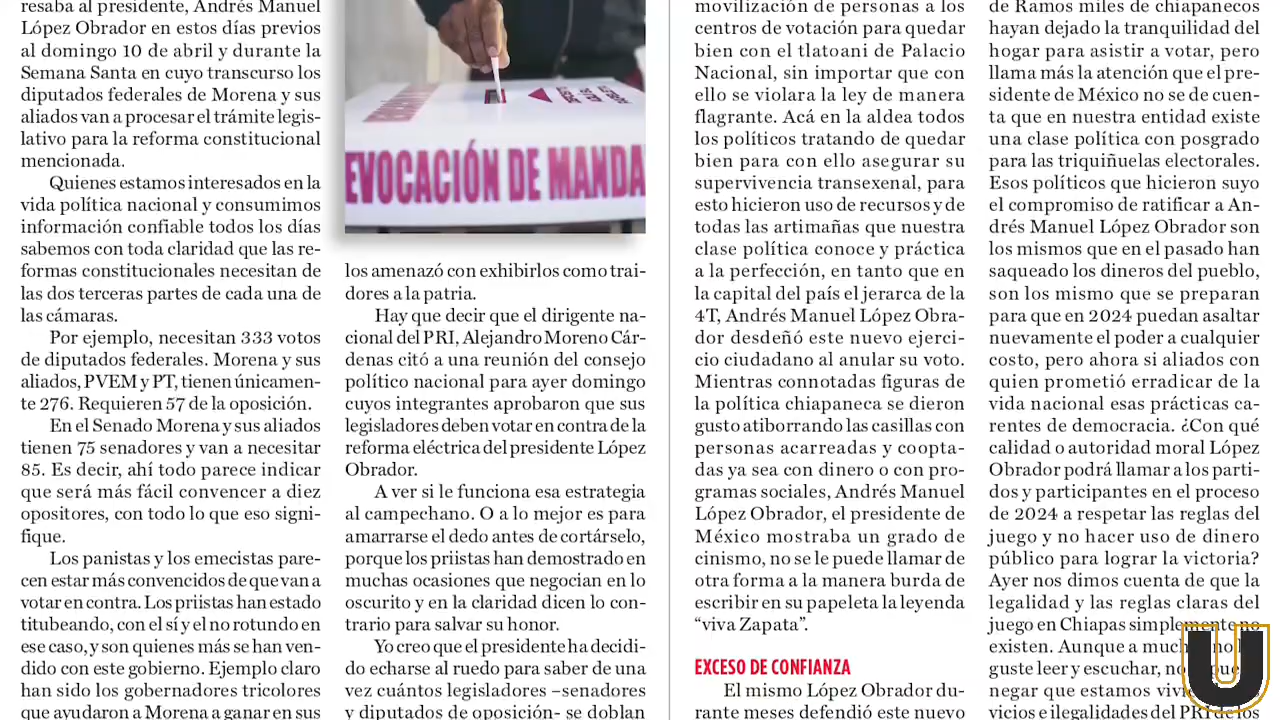 resaba al presidente, Andrés Manuel
López Obrador en estos días previos
al domingo 10 de abril y durante la
Semana Santa en cuyo transcurso los
diputados federales de Morena y sus
aliados van a procesar el trámite legis-
lativo para la reforma constitucional
mencionada.
Quienes estamos interesados en la
vida política nacional y consumimos
información confiable todos los días
sabemos con toda claridad que las re-
formas constitucionales necesitan de
las dos terceras partes de cada una de
las cámaras.
Por ejemplo, necesitan 333 votos
de diputados federales. Morena y sus
aliados, PVEM y PT, tienen únicamen-
te 276. Requieren 57 de la oposición.
En el Senado Morena y sus aliados
tienen 75 senadores y van a necesitar
85. Es decir, ahí todo parece indicar
que será más fácil convencer a diez
opositores, con todo lo que eso signi-
fique.
Los panistas y los emecistas pare-
cen estar más convencidos de que van a
votar en contra. Los priistas han estado
titubeando, con el sí y el no rotundo en
ese caso, y son quienes más se han ven-
dido con este gobierno. Ejemplo claro
han sido los gobernadores tricolores
que ayudaron a Morena a ganar en sus
EVOCACIÓN DE MANDA
los amenazó con exhibirlos como trai-
dores a la patria.
Hay que decir que el dirigente na-
cional del PRI, Alejandro Moreno Cár-
denas citó a una reunión del consejo
político nacional para ayer domingo
cuyos integrantes aprobaron que sus
legisladores deben votar en contra de la
reforma eléctrica del presidente López
Obrador.
A ver si le funciona esa estrategia
al campechano. O a lo mejor es para
amarrarse el dedo antes de cortárselo,
porque los priistas han demostrado en
muchas ocasiones que negocian en lo
oscurito y en la claridad dicen lo con-
trario para salvar su honor.
Yo creo que el presidente ha decidi-
do echarse al ruedo para saber de una
vez cuántos legisladores –senadores
y diputados de oposición- se doblan
movilización de personas a los
centros de votación para quedar
bien con el tlatoani de Palacio
Nacional, sin importar que con
ello se violara la ley de manera
flagrante. Acá en la aldea todos
los políticos tratando de quedar
bien para con ello asegurar su
supervivencia transexenal, para
esto hicieron uso de recursos y de
todas las artimañas que nuestra
clase política conoce y práctica
a la perfección, en tanto que en
la capital del país el jerarca de la
4T, Andrés Manuel López Obra-
dor desdeñó este nuevo ejerci-
cio ciudadano al anular su voto.
Mientras connotadas figuras de
la política chiapaneca se dieron
gusto atiborrando las casillas con
personas acarreadas y coopta-
das ya sea con dinero o con pro-
gramas sociales, Andrés Manuel
López Obrador, el presidente de
México mostraba un grado de
cinismo, no se le puede llamar de
otra forma a la manera burda de
escribir en su papeleta la leyenda
“viva Zapata”.
EXCESO DE CONFIANZA
El mismo López Obrador du-
rante meses defendió este nuevo
de Ramos miles de chiapanecos
hayan dejado la tranquilidad del
hogar para asistir a votar, pero
llama más la atención que el pre-
sidente de México no se de cuen-
ta que en nuestra entidad existe
una clase política con posgrado
para las triquiñuelas electorales.
Esos políticos que hicieron suyo
el compromiso de ratificar a An-
drés Manuel López Obrador son
los mismos que en el pasado han
saqueado los dineros del pueblo,
son los mismo que se preparan
para que en 2024 puedan asaltar
nuevamente el poder a cualquier
costo, pero ahora si aliados con
quien prometió erradicar de la
vida nacional esas prácticas ca-
rentes de democracia. ¿Con qué
calidad o autoridad moral López
Obrador podrá llamar a los parti-
dos y participantes en el proceso
de 2024 a respetar las reglas del
juego y no hacer uso de dinero
público para lograr la victoria?
Ayer nos dimos cuenta de que la
legalidad y las reglas claras del
juego en Chiapas simplemente no
existen. Aunque a
guste leer y escuchar,
negar que estamos
vicios e ilegalidades del
U